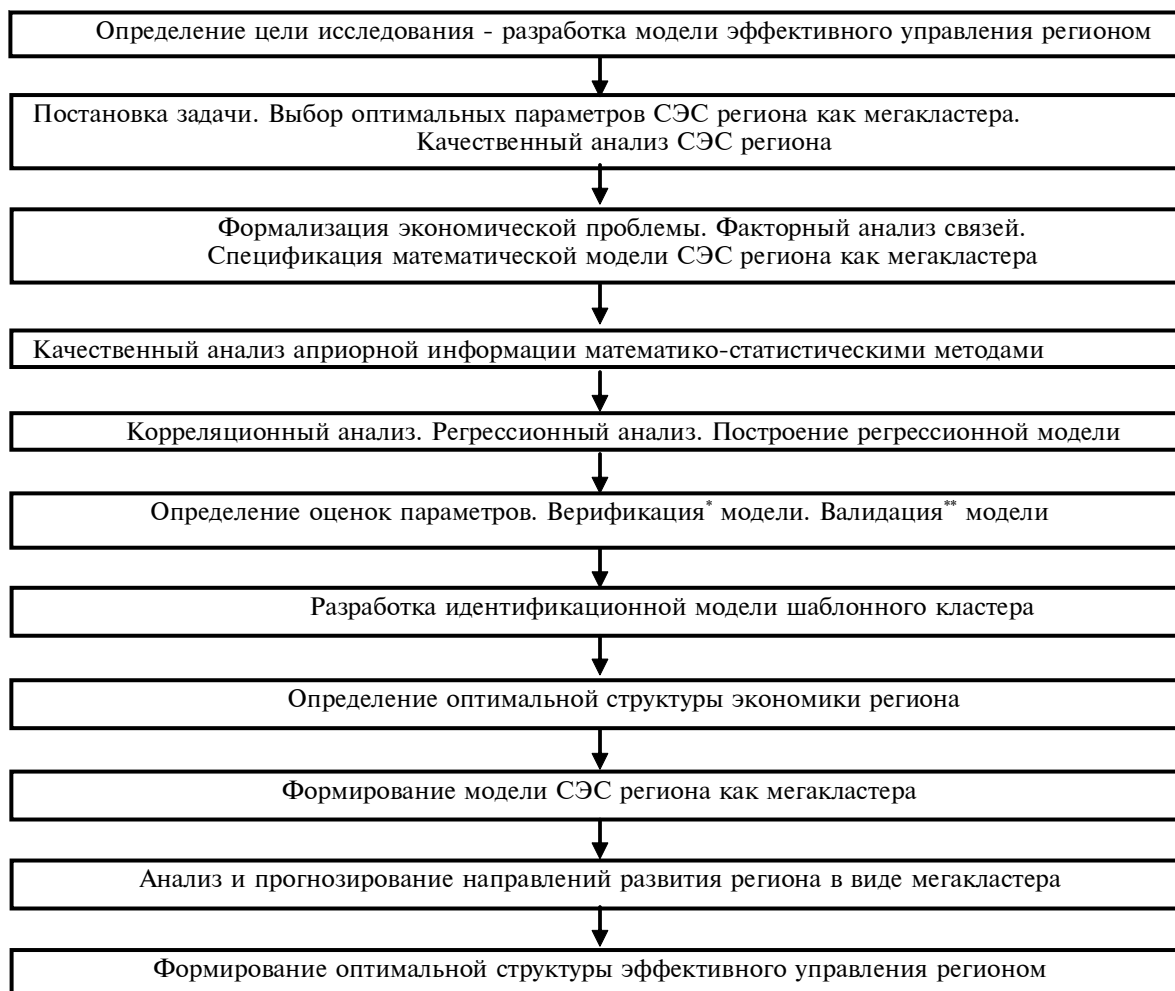 Определение цели исследования - разработка модели эффективного управления регионом
Постановка задачи. Выбор оптимальных параметров СЭС региона как мегакластера.
Качественный анализ СЭС региона
Формализация экономической проблемы. Факторный анализ связей.
Спецификация математической модели СЭС региона как мегакластера
Качественный анализ априорной информации математико-статистическими методами
Корреляционный анализ. Регрессионный анализ. Построение регрессионной модели
Определение оценок параметров. Верификация* модели. Валидация** модели
Разработка идентификационной модели шаблонного кластера
Определение оптимальной структуры экономики региона
Формирование модели СЭС региона как мегакластера
Анализ и прогнозирование направлений развития региона в виде мегакластера
Формирование оптимальной структуры эффективного управления регионом